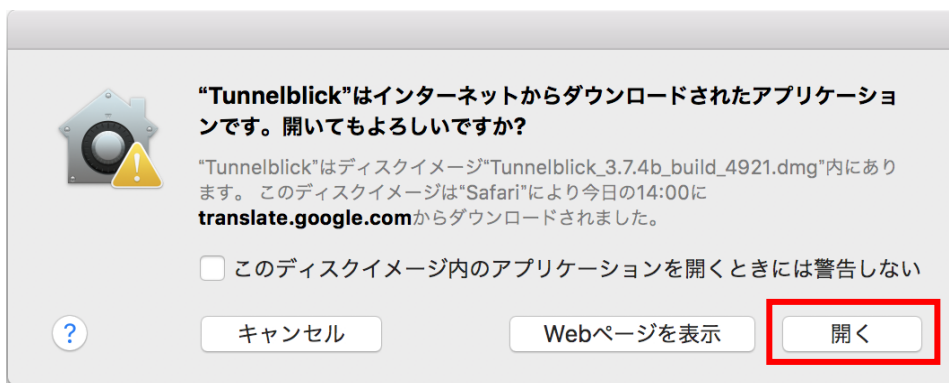 “Tunnelblick”はインターネットからダウンロードされたアプリケーショ
ンです。開いてもよろしいですか?
“Tunnelblick”はディスクイメージ“Tunnelblick_3.7.4b_build_4921.dmg”内にあり
ます。 このディスクイメージは“Safari”により今日の14:00に
translate.google.comからダウンロードされました。
このディスクイメージ内のアプリケーションを開くときには警告しない
? キャンセル Webページを表示 開く